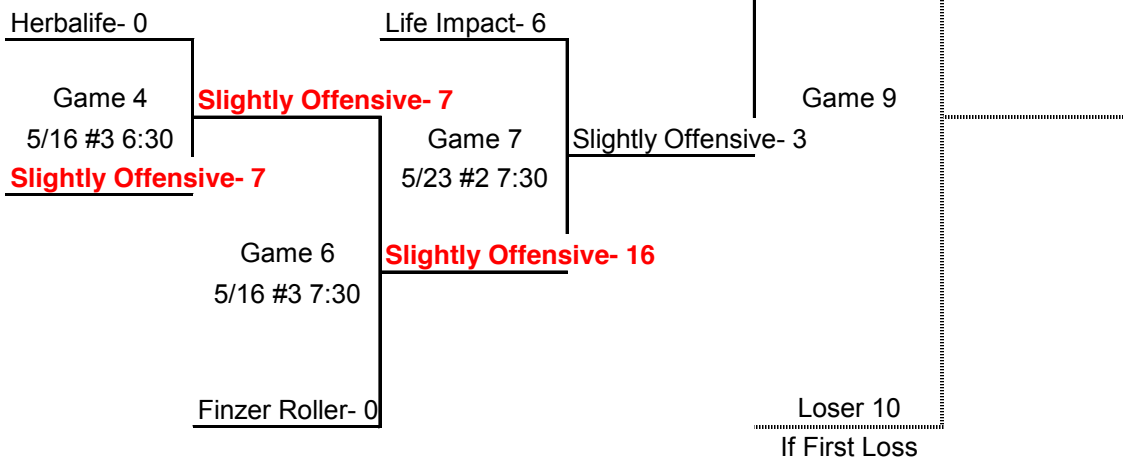 Herbalife- 0
Life Impact- 6
Game 4
Slightly Offensive- 7
Game 9
5/16 #3 6:30
Game 7
Slightly Offensive- 3
Slightly Offensive- 7
5/23 #2 7:30
Game 6
Slightly Offensive- 16
5/16 #3 7:30
Finzer Roller- 0
Loser 10
If First Loss